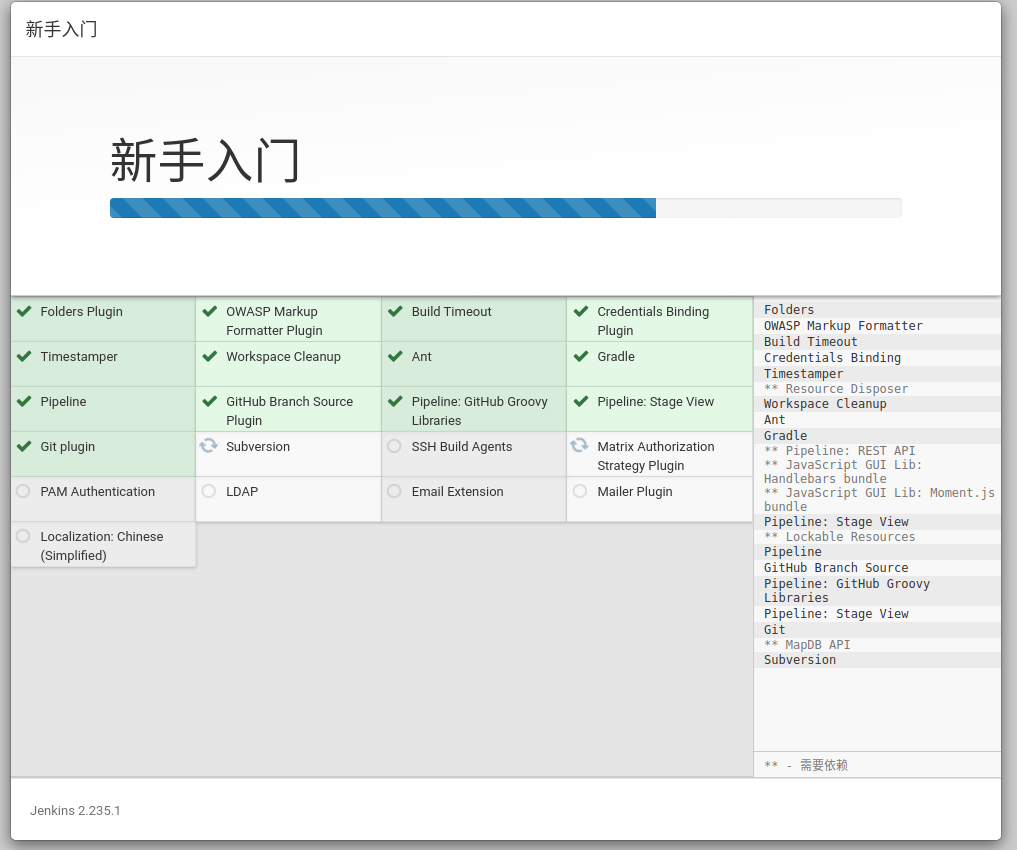 新手入门
新手入门
Folders Plugin
OWASP Markup
Formatter Plugin
Build Timeout
Credentials Binding
Plugin
Timestamper
Workspace Cleanup
Ant
Gradle
Pipeline
GitHub Branch Source
Plugin
Pipeline: GitHub Groovy
Libraries
Pipeline: Stage View
Git plugin
Subversion
SSH Build Agents
Matrix Authorization
Strategy Plugin
PAM Authentication
LDAP
Email Extension
Mailer Plugin
Localization: Chinese
(Simplified)
Folders
OWASP Markup Formatter
Build Timeout
Credentials Binding
Timestamper
** Resource Disposer
Workspace Cleanup
Ant
Gradle
** Pipeline: REST API
** JavaScript GUI Lib:
Handlebars bundle
** JavaScript GUI Lib: Moment.js
bundle
Pipeline: Stage View
** Lockable Resources
Pipeline
GitHub Branch Source
Pipeline: GitHub Groovy
Libraries
Pipeline: Stage View
Git
** MapDB API
Subversion
** - 需要依赖
Jenkins 2.235.1